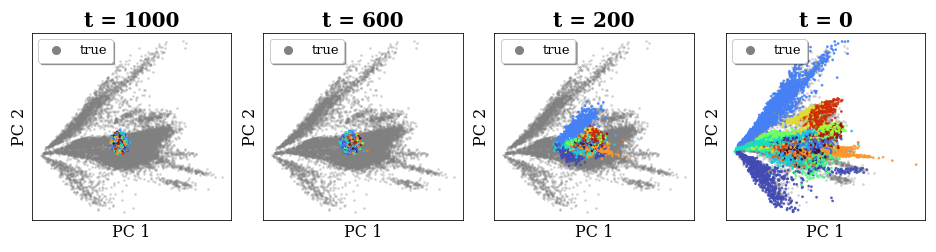 t = 1000
t = 600
t = 200
t = 0
true
true
true
true
PC 2
PC 2
PC 2
PC 2
PC 1
PC 1
PC 1
PC 1